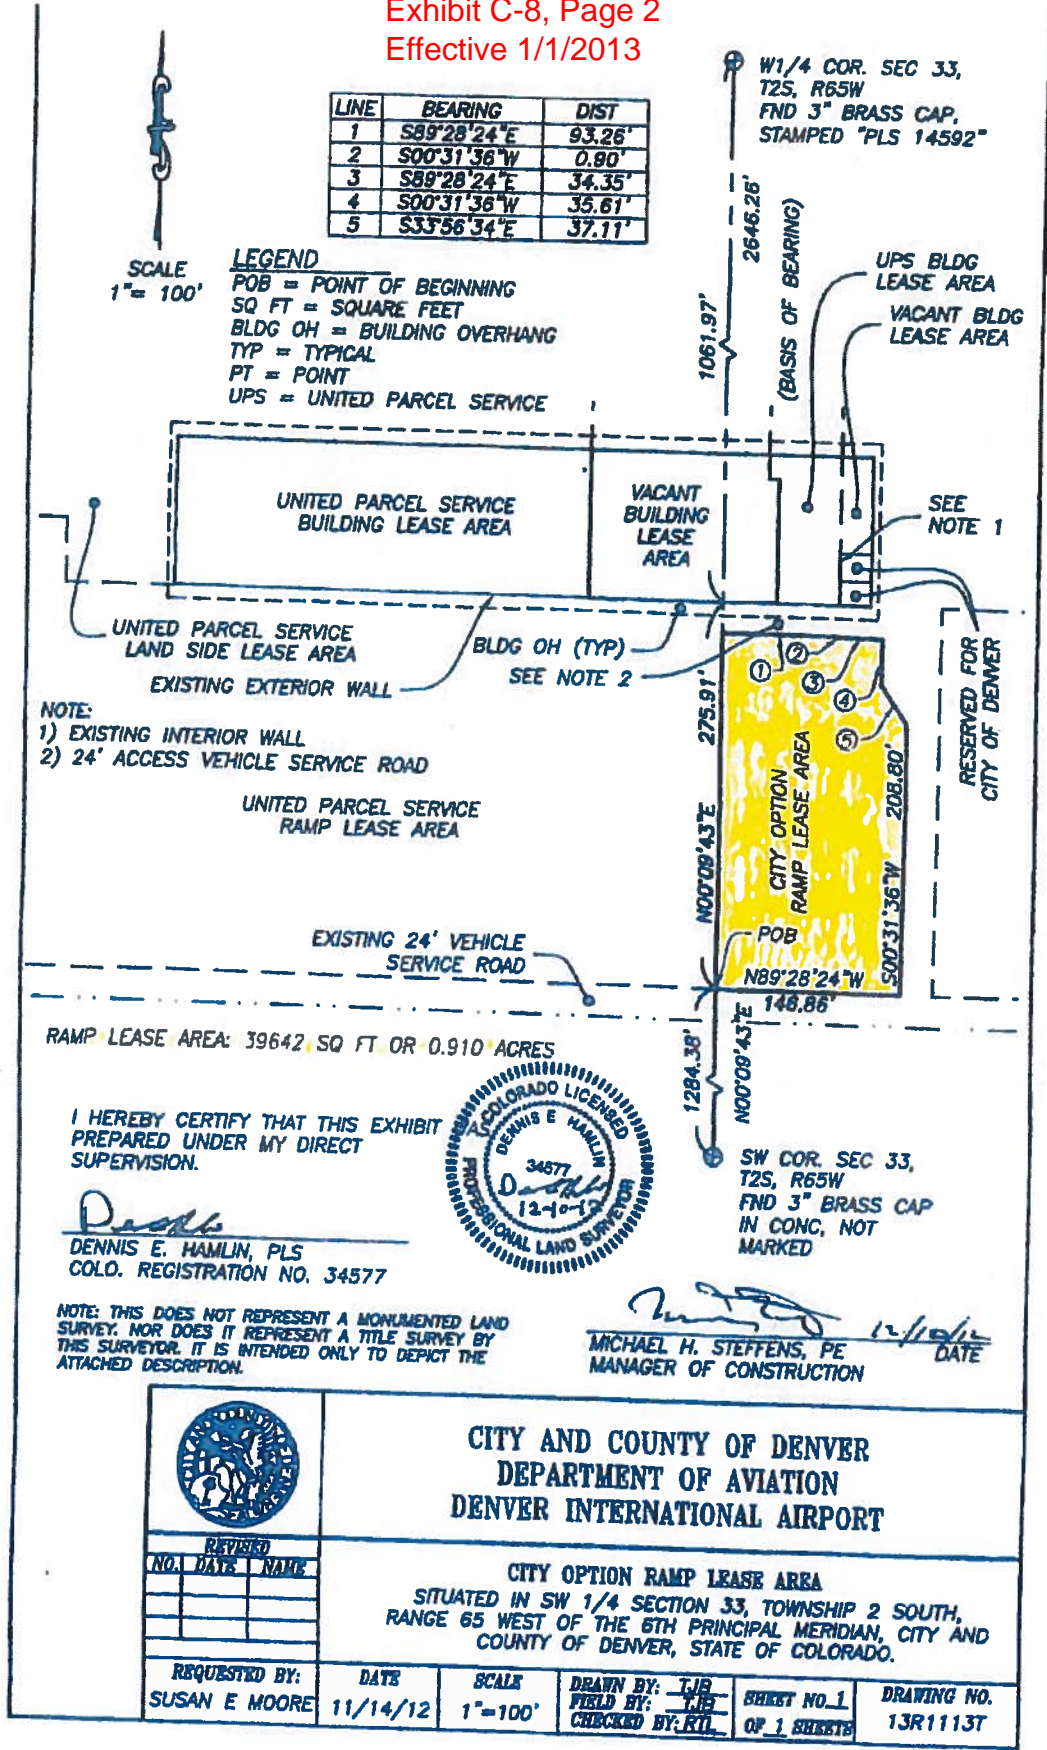 Exhibit C-8, Page 2
Effective 1/1/2013
W1/4 COR. SEC 33,
T2S, R65W
FND 3" BRASS CAP,
STAMPED "PLS 14592"
LINE BEARING DIST
1 S89°28'24"E 93.26'
2 S00°31'36"W 0.90'
3 S89°28'24"E 34.35'
4 S00°31'36"W 35.61'
5 S33°56'34"E 37.11'
SCALE
1"= 100'
LEGEND
POB = POINT OF BEGINNING
SQ FT = SQUARE FEET
BLDG OH = BUILDING OVERHANG
TYP = TYPICAL
PT = POINT
UPS = UNITED PARCEL SERVICE
2646.26'
(BASIS OF BEARING)
1061.97'
UPS BLDG
LEASE AREA
VACANT BLDG
LEASE AREA
UNITED PARCEL SERVICE
BUILDING LEASE AREA
VACANT
BUILDING
LEASE
AREA
SEE
NOTE 1
UNITED PARCEL SERVICE
LAND SIDE LEASE AREA
BLDG OH (TYP)
SEE NOTE 2
EXISTING EXTERIOR WALL
RESERVED FOR
CITY OF DENVER
NOTE:
1) EXISTING INTERIOR WALL
2) 24' ACCESS VEHICLE SERVICE ROAD
UNITED PARCEL SERVICE
RAMP LEASE AREA
1
2
3
4
5
N00°09'43"E 275.91'
CITY OPTION
RAMP LEASE AREA
S00°31'36"W 208.80'
POB
N89°28'24"W
146.86'
EXISTING 24' VEHICLE
SERVICE ROAD
RAMP LEASE AREA: 39642 SQ FT OR 0.910 ACRES
1284.38'
N00°09'43"E
I HEREBY CERTIFY THAT THIS EXHIBIT
PREPARED UNDER MY DIRECT
SUPERVISION.
COLORADO LICENSED
DENNIS E HAMLIN
34577
PROFESSIONAL LAND SURVEYOR
DENNIS E. HAMLIN, PLS
COLO. REGISTRATION NO. 34577
SW COR. SEC 33,
T2S, R65W
FND 3" BRASS CAP
IN CONC, NOT
MARKED
NOTE: THIS DOES NOT REPRESENT A MONUMENTED LAND
SURVEY. NOR DOES IT REPRESENT A TITLE SURVEY BY
THIS SURVEYOR. IT IS INTENDED ONLY TO DEPICT THE
ATTACHED DESCRIPTION.
12/10/12
MICHAEL H. STEFFENS, PE DATE
MANAGER OF CONSTRUCTION
CITY AND COUNTY OF DENVER
DEPARTMENT OF AVIATION
DENVER INTERNATIONAL AIRPORT
REVISED
NO. DATE NAME
CITY OPTION RAMP LEASE AREA
SITUATED IN SW 1/4 SECTION 33, TOWNSHIP 2 SOUTH,
RANGE 65 WEST OF THE 6TH PRINCIPAL MERIDIAN, CITY AND
COUNTY OF DENVER, STATE OF COLORADO.
REQUESTED BY:
SUSAN E MOORE
DATE
11/14/12
SCALE
1"=100'
DRAWN BY: TJB
FIELD BY: TJB
CHECKED BY: RTL
SHEET NO. 1
OF 1 SHEETS
DRAWING NO.
13R1113T